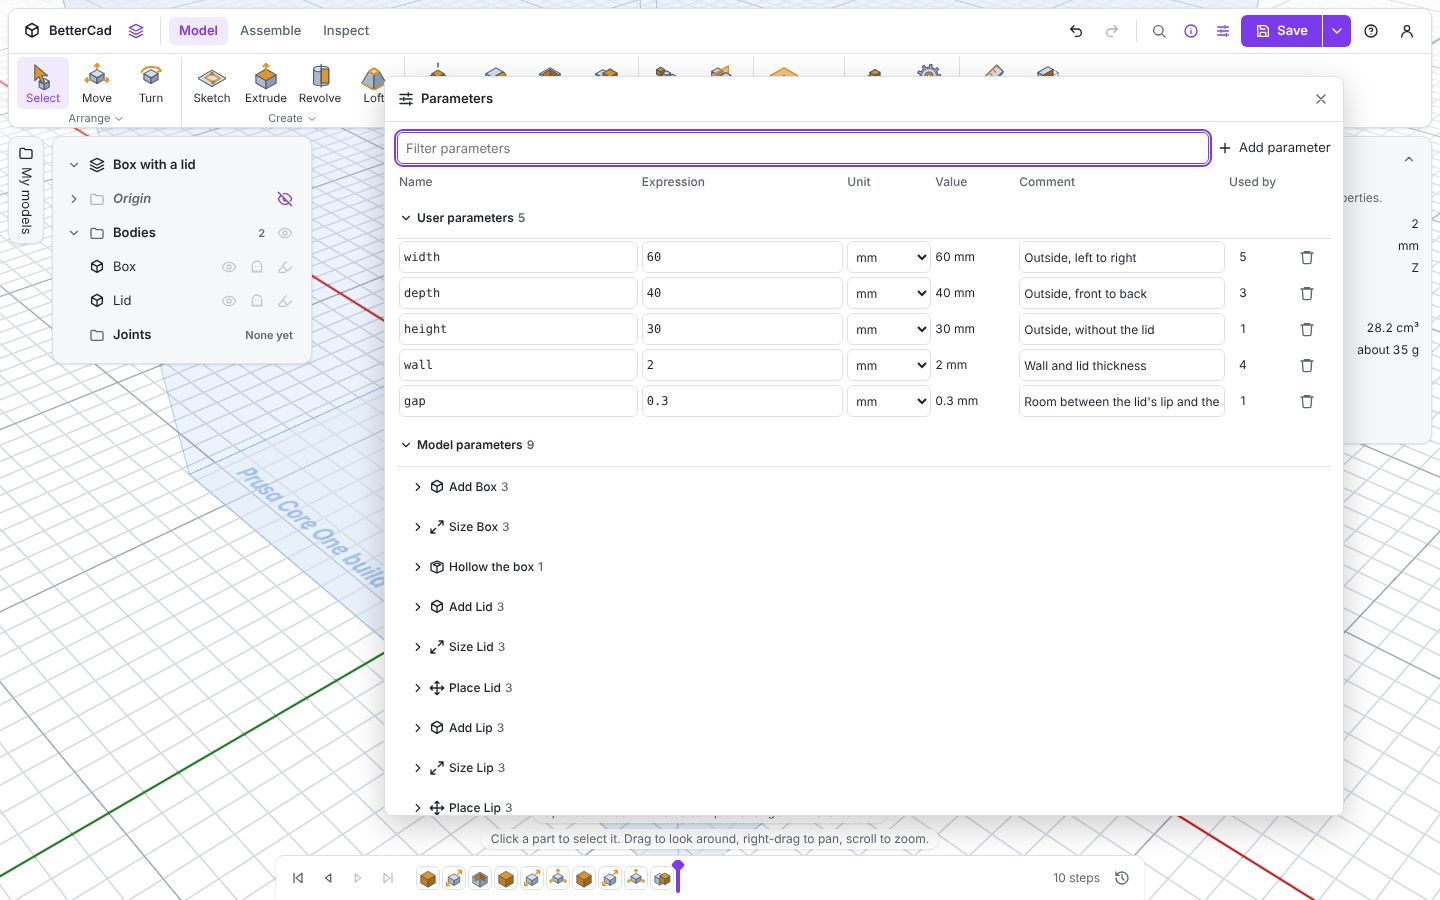 BetterCad
Model
Assemble
Inspect
Save
Select
Move
Turn
Sketch
Extrude
Revolve
Loft
Arrange
Create
My models
Box with a lid
Origin
Bodies 2
Box
Lid
Joints None yet
Parameters
Filter parameters
Add parameter
Name Expression Unit Value Comment Used by
User parameters 5
width 60 mm 60 mm Outside, left to right 5
depth 40 mm 40 mm Outside, front to back 3
height 30 mm 30 mm Outside, without the lid 1
wall 2 mm 2 mm Wall and lid thickness 4
gap 0.3 mm 0.3 mm Room between the lid's lip and the 1
Model parameters 9
Add Box 3
Size Box 3
Hollow the box 1
Add Lid 3
Size Lid 3
Place Lid 3
Add Lip 3
Size Lip 3
Place Lip 3
2
mm
Z
28.2 cm³
about 35 g
Prusa Core One build
Click a part to select it. Drag to look around, right-drag to pan, scroll to zoom.
10 steps